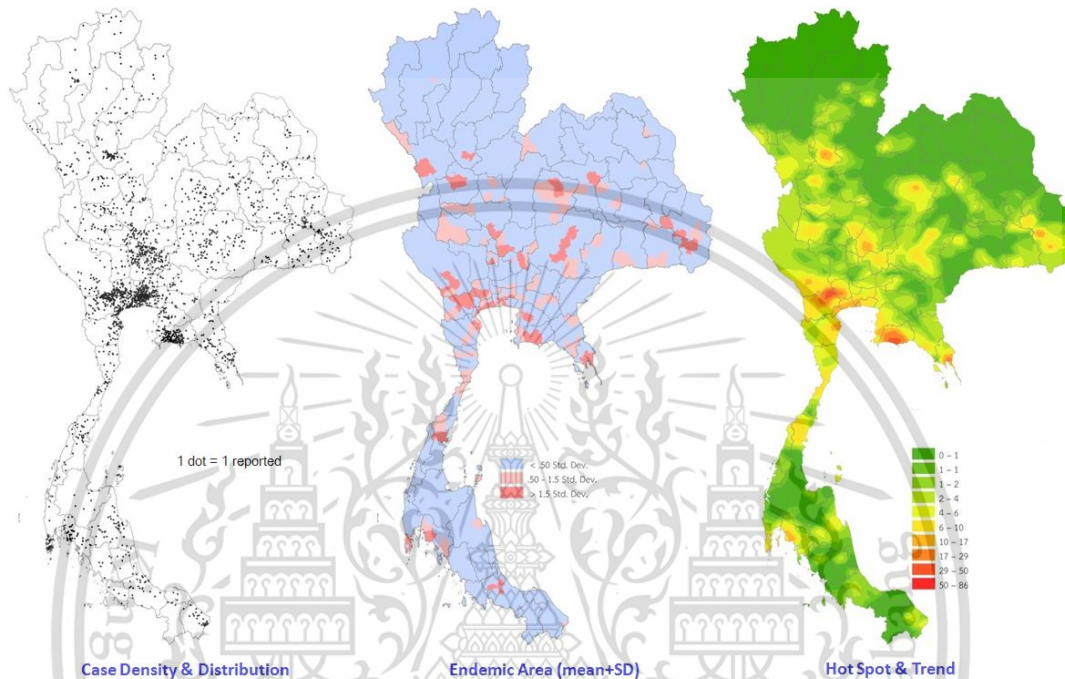 1 dot = 1 reported
< .50 Std. Dev.
.50 - 1.5 Std. Dev.
> 1.5 Std. Dev.
0 - 1
1 - 1
1 - 2
2 - 4
4 - 6
6 - 10
10 - 17
17 - 29
29 - 50
50 - 86
Case Density & Distribution
Endemic Area (mean+SD)
Hot Spot & Trend